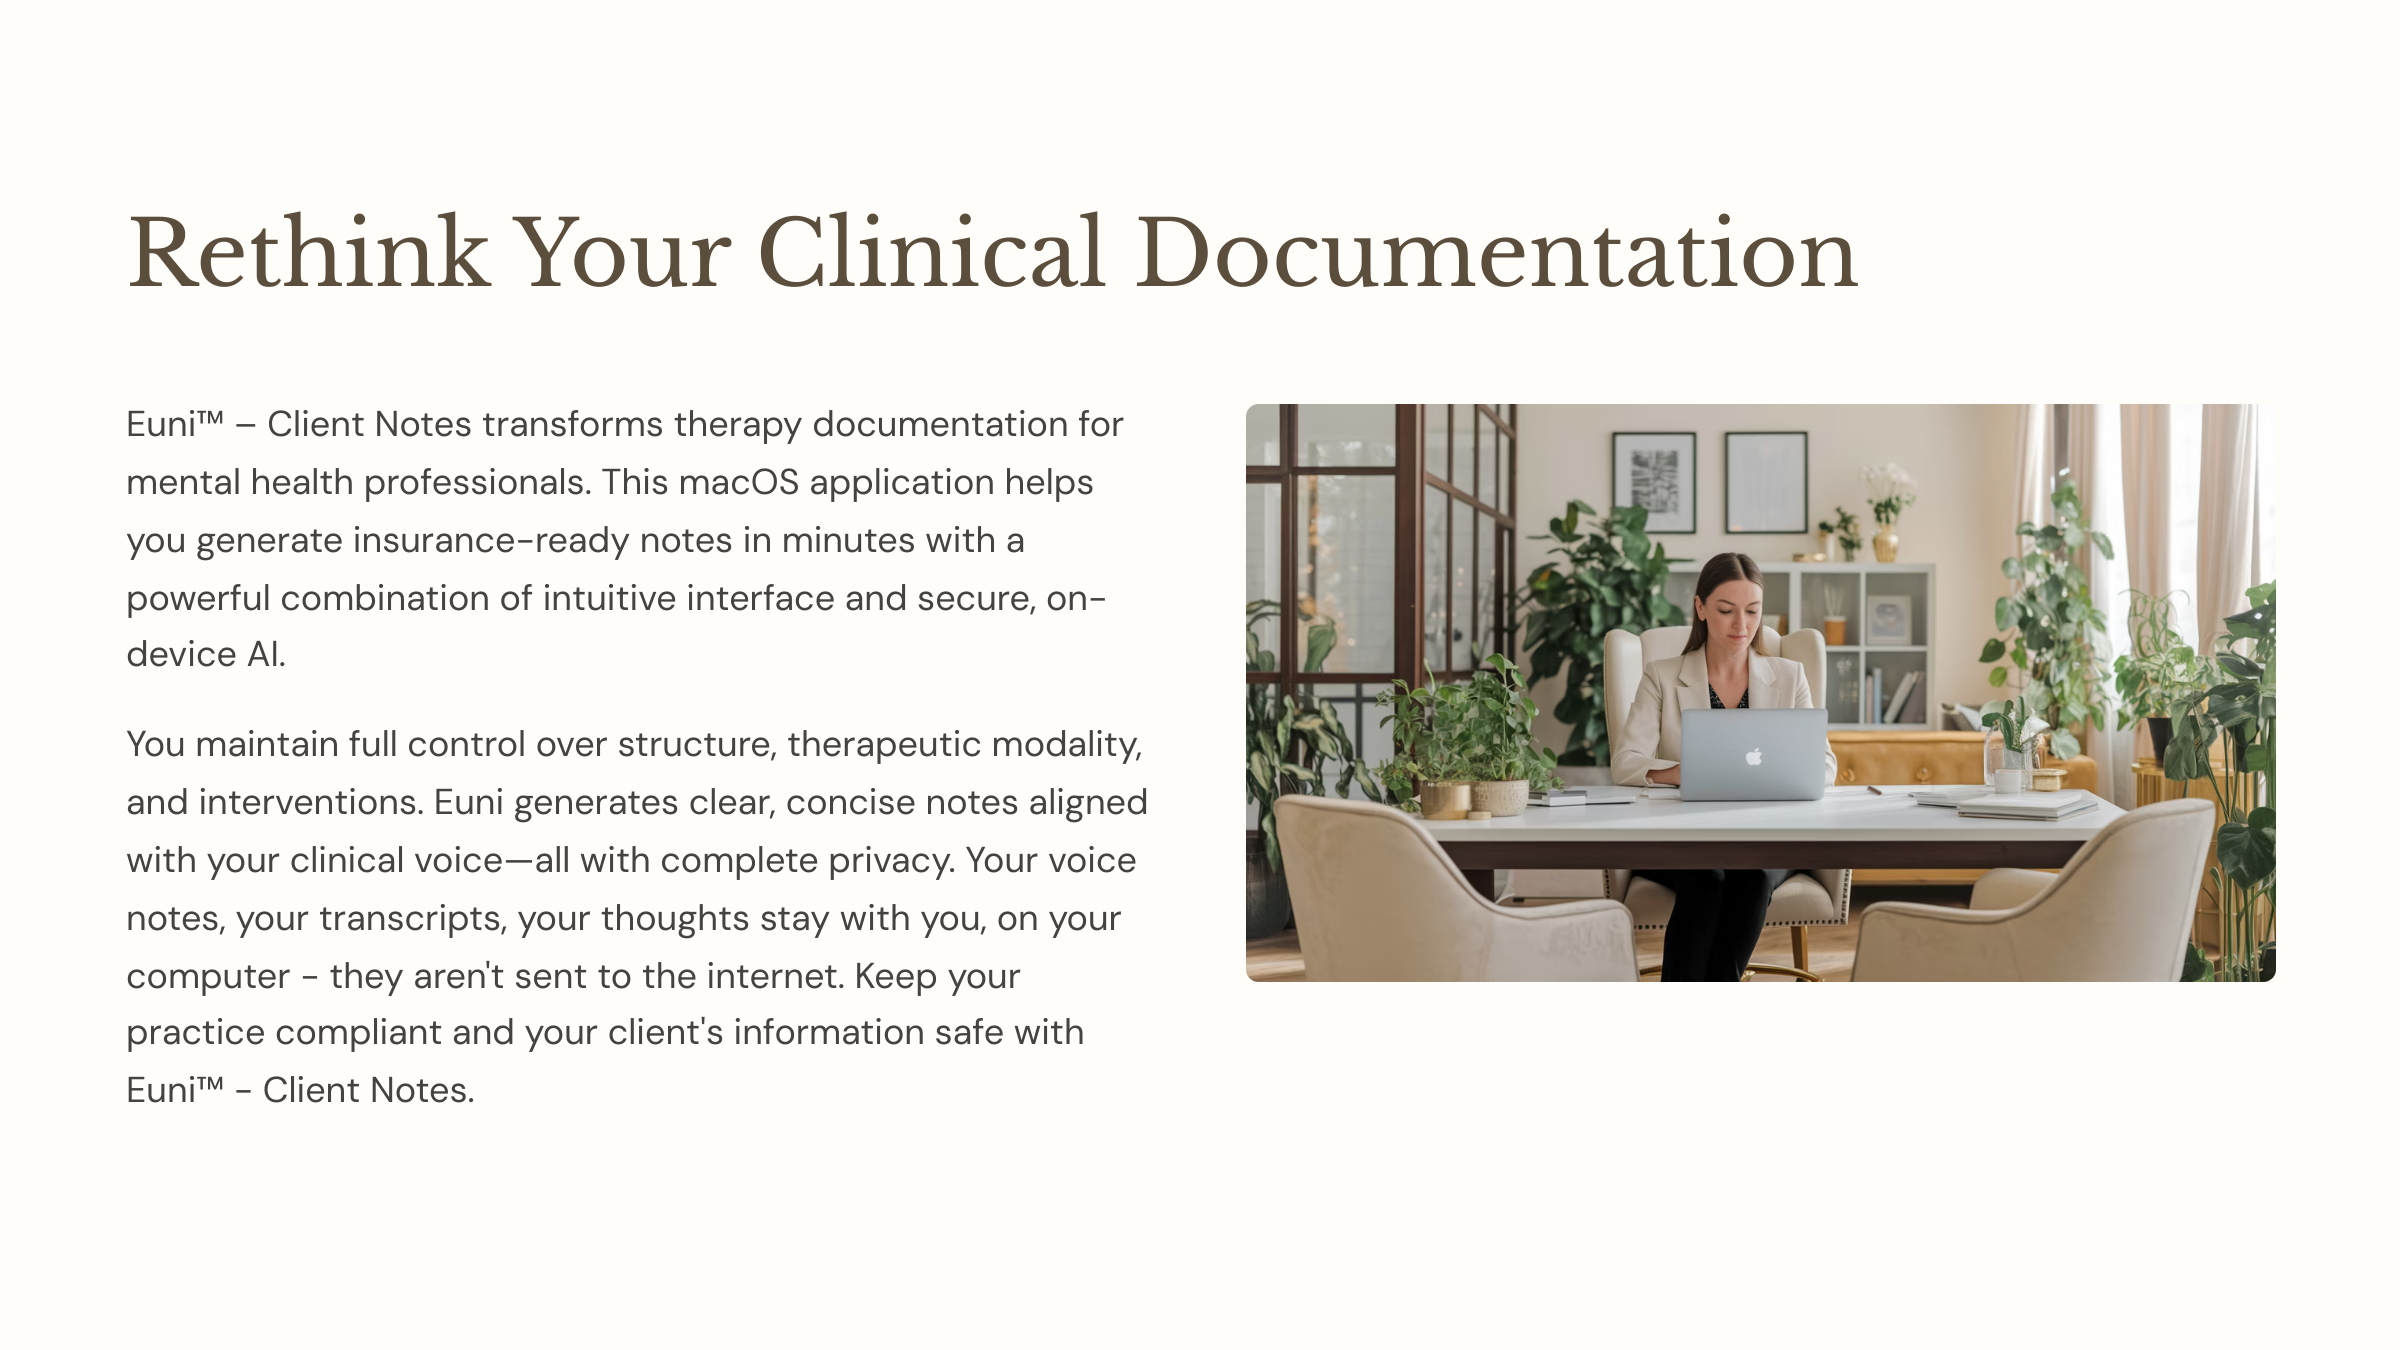 Rethink Your Clinical Documentation
Euni™ – Client Notes transforms therapy documentation for
mental health professionals. This macOS application helps
you generate insurance-ready notes in minutes with a
powerful combination of intuitive interface and secure, on-
device AI.
You maintain full control over structure, therapeutic modality,
and interventions. Euni generates clear, concise notes aligned
with your clinical voice—all with complete privacy. Your voice
notes, your transcripts, your thoughts stay with you, on your
computer - they aren't sent to the internet. Keep your
practice compliant and your client's information safe with
Euni™ - Client Notes.